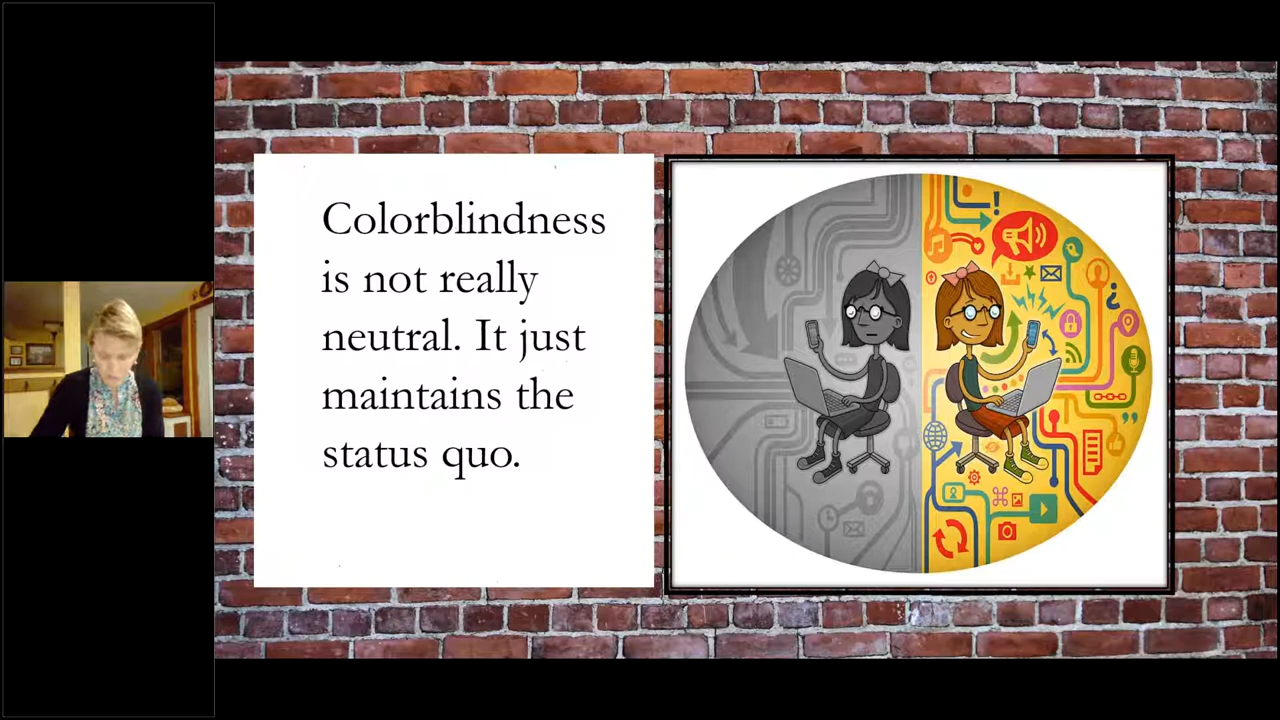 Colorblindness
is not really
neutral. It just
maintains the
status quo.